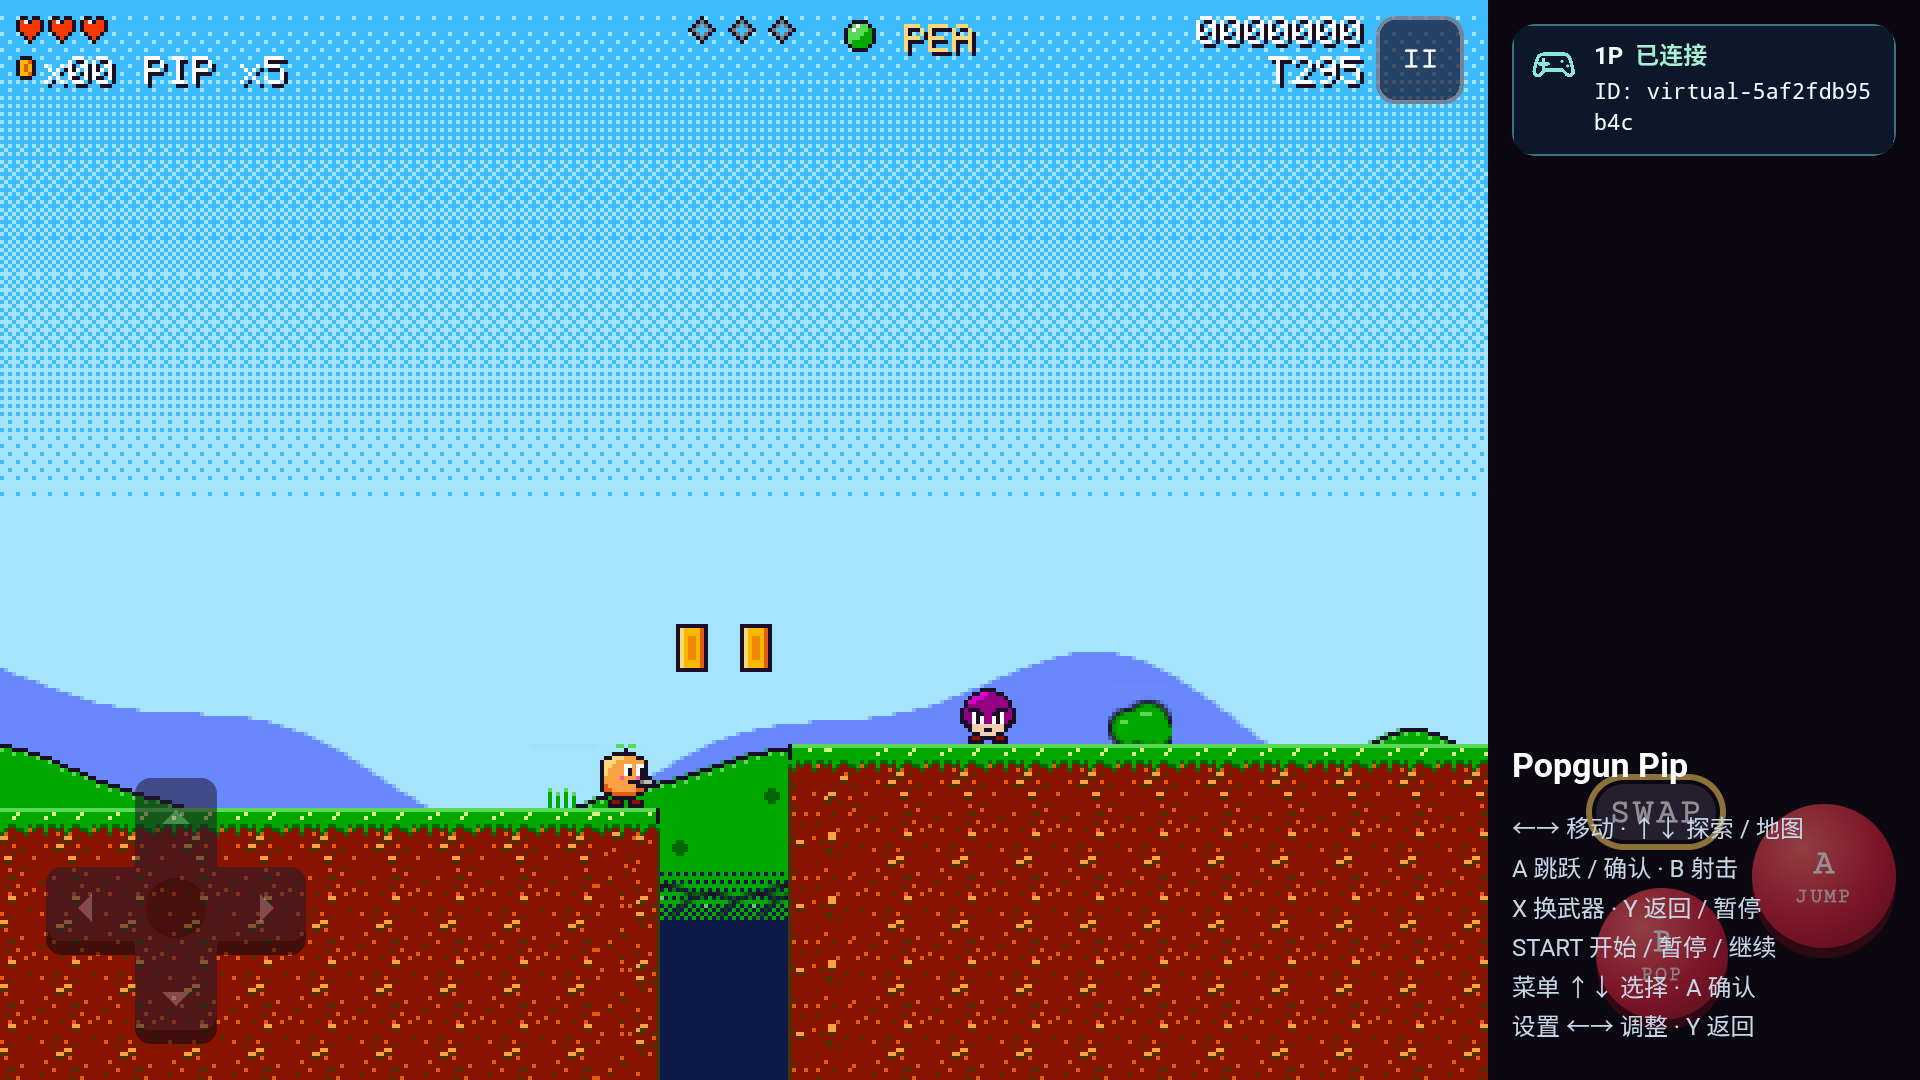 x00 PIP x5
PEA
0000000
T295
II
1P 已连接
ID: virtual-5af2fdb95
b4c
Popgun Pip
SWAP
←→ 移动 · ↑↓ 探索 / 地图
A 跳跃 / 确认 · B 射击
X 换武器 · Y 返回 / 暂停
START 开始 / 暂停 / 继续
菜单 ↑↓ 选择 · A 确认
设置 ←→ 调整 · Y 返回
A
JUMP
B
POP